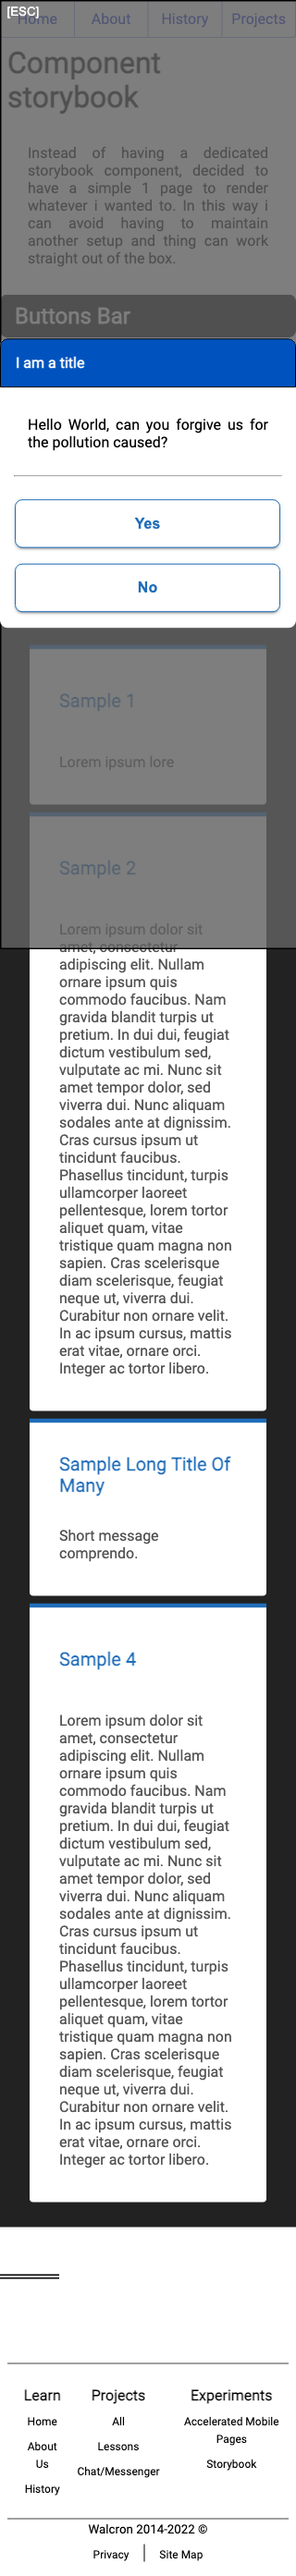 [ESC]
Home About History Projects
Component
storybook
Instead of having a dedicated
storybook component, decided to
have a simple 1 page to render
whatever i wanted to. In this way i
can avoid having to maintain
another setup and thing can work
straight out of the box.
Buttons Bar
I am a title
Hello World, can you forgive us for
the pollution caused?
Yes
No
Sample 1
Lorem ipsum lore
Sample 2
Lorem ipsum dolor sit
amet, consectetur
adipiscing elit. Nullam
ornare ipsum quis
commodo faucibus. Nam
gravida blandit turpis ut
pretium. In dui dui, feugiat
dictum vestibulum sed,
vulputate ac mi. Nunc sit
amet tempor dolor, sed
viverra dui. Nunc aliquam
sodales ante at dignissim.
Cras cursus ipsum ut
tincidunt faucibus.
Phasellus tincidunt, turpis
ullamcorper laoreet
pellentesque, lorem tortor
aliquet quam, vitae
tristique quam magna non
sapien. Cras scelerisque
diam scelerisque, feugiat
neque ut, viverra dui.
Curabitur non ornare velit.
In ac ipsum cursus, mattis
erat vitae, ornare orci.
Integer ac tortor libero.
Sample Long Title Of
Many
Short message
comprendo.
Sample 4
Lorem ipsum dolor sit
amet, consectetur
adipiscing elit. Nullam
ornare ipsum quis
commodo faucibus. Nam
gravida blandit turpis ut
pretium. In dui dui, feugiat
dictum vestibulum sed,
vulputate ac mi. Nunc sit
amet tempor dolor, sed
viverra dui. Nunc aliquam
sodales ante at dignissim.
Cras cursus ipsum ut
tincidunt faucibus.
Phasellus tincidunt, turpis
ullamcorper laoreet
pellentesque, lorem tortor
aliquet quam, vitae
tristique quam magna non
sapien. Cras scelerisque
diam scelerisque, feugiat
neque ut, viverra dui.
Curabitur non ornare velit.
In ac ipsum cursus, mattis
erat vitae, ornare orci.
Integer ac tortor libero.
Learn
Home
About
Us
History
Projects
All
Lessons
Chat/Messenger
Experiments
Accelerated Mobile
Pages
Storybook
Walcron 2014-2022 ©
Privacy Site Map